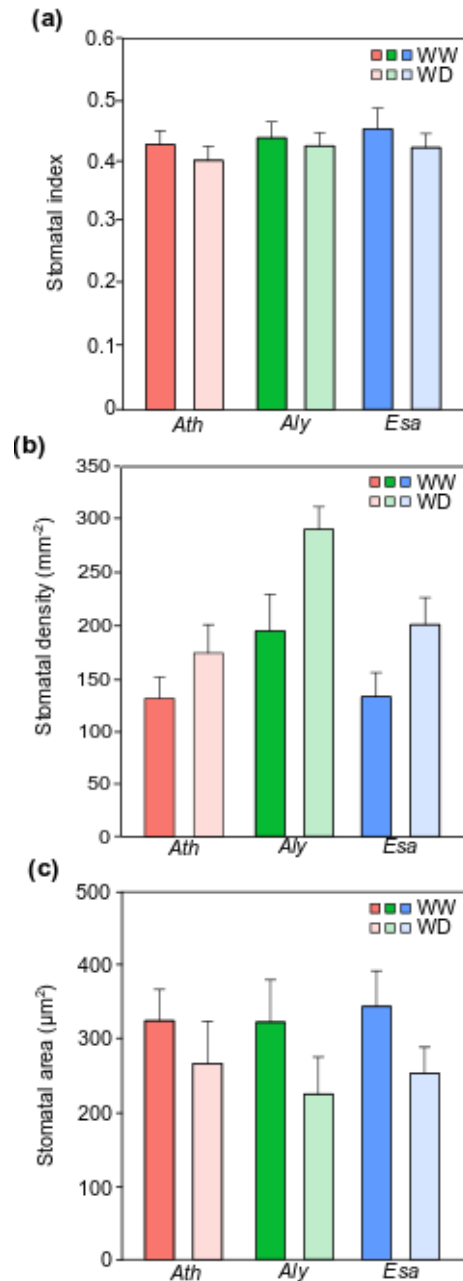 (a)
0.6
0.5
0.4
0.3
0.2
0.1
0
Stomatal index
WW
WD
Ath Aly Esa
(b)
350
300
250
200
150
100
50
0
Stomatal density (mm⁻²)
WW
WD
Ath Aly Esa
(c)
500
400
300
200
100
0
Stomatal area (µm²)
WW
WD
Ath Aly Esa